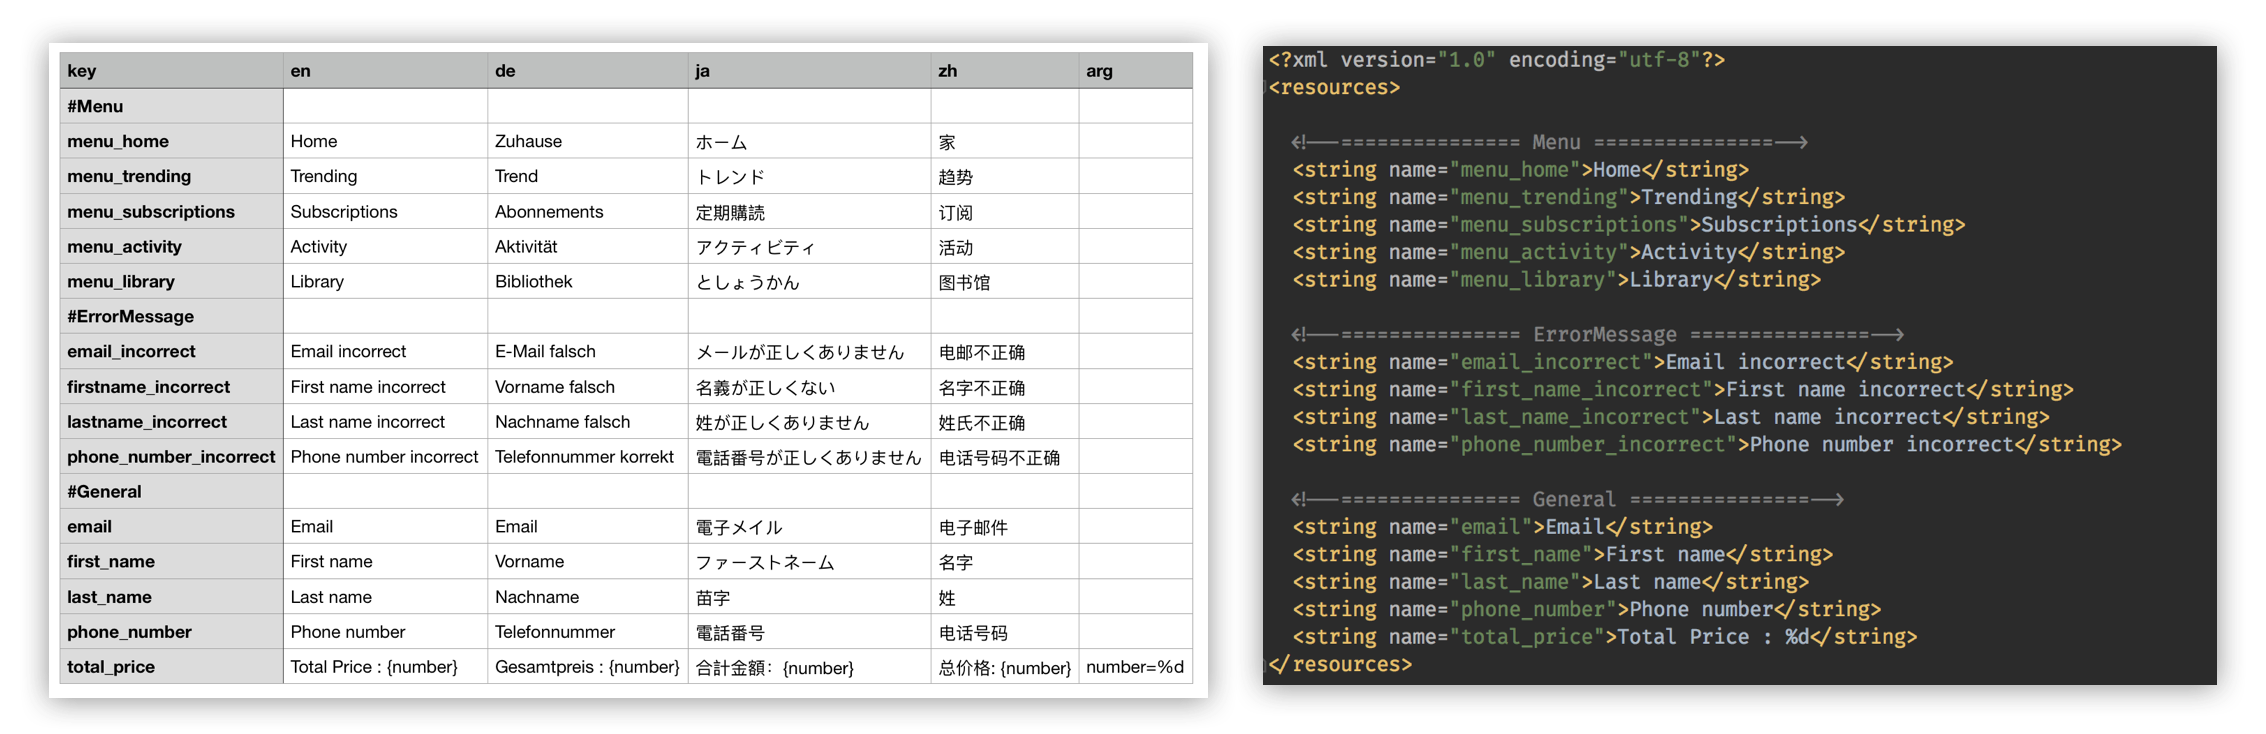 key en de ja zh arg
#Menu
menu_home Home Zuhause ホーム 家
menu_trending Trending Trend トレンド 趋势
menu_subscriptions Subscriptions Abonnements 定期購読 订阅
menu_activity Activity Aktivität アクティビティ 活动
menu_library Library Bibliothek としょうかん 图书馆
#ErrorMessage
email_incorrect Email incorrect E-Mail falsch メールが正しくありません 电邮不正确
firstname_incorrect First name incorrect Vorname falsch 名義が正しくない 名字不正确
lastname_incorrect Last name incorrect Nachname falsch 姓が正しくありません 姓氏不正确
phone_number_incorrect Phone number incorrect Telefonnummer korrekt 電話番号が正しくありません 电话号码不正确
#General
email Email Email 電子メイル 电子邮件
first_name First name Vorname ファーストネーム 名字
last_name Last name Nachname 苗字 姓
phone_number Phone number Telefonnummer 電話番号 电话号码
total_price Total Price : {number} Gesamtpreis : {number} 合計金額：{number} 总价格: {number} number=%d
<?xml version="1.0" encoding="utf-8"?>
<resources>
<!--=============== Menu ===============-->
<string name="menu_home">Home</string>
<string name="menu_trending">Trending</string>
<string name="menu_subscriptions">Subscriptions</string>
<string name="menu_activity">Activity</string>
<string name="menu_library">Library</string>
<!--=============== ErrorMessage ===============-->
<string name="email_incorrect">Email incorrect</string>
<string name="first_name_incorrect">First name incorrect</string>
<string name="last_name_incorrect">Last name incorrect</string>
<string name="phone_number_incorrect">Phone number incorrect</string>
<!--=============== General ===============-->
<string name="email">Email</string>
<string name="first_name">First name</string>
<string name="last_name">Last name</string>
<string name="phone_number">Phone number</string>
<string name="total_price">Total Price : %d</string>
</resources>